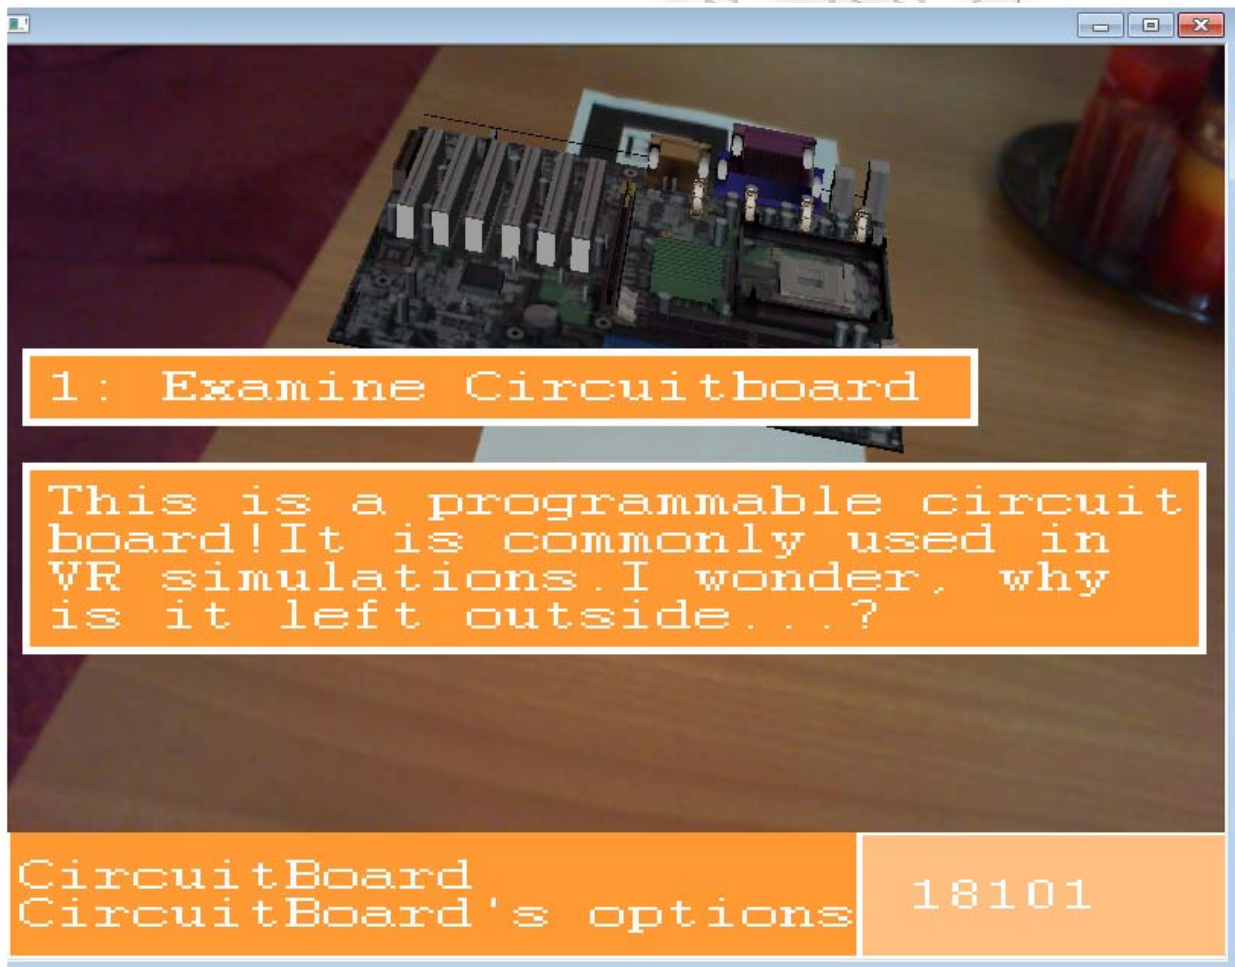 1: Examine Circuitboard
This is a programmable circuit
board!It is commonly used in
VR simulations.I wonder, why
is it left outside...?
CircuitBoard
CircuitBoard's options
18101